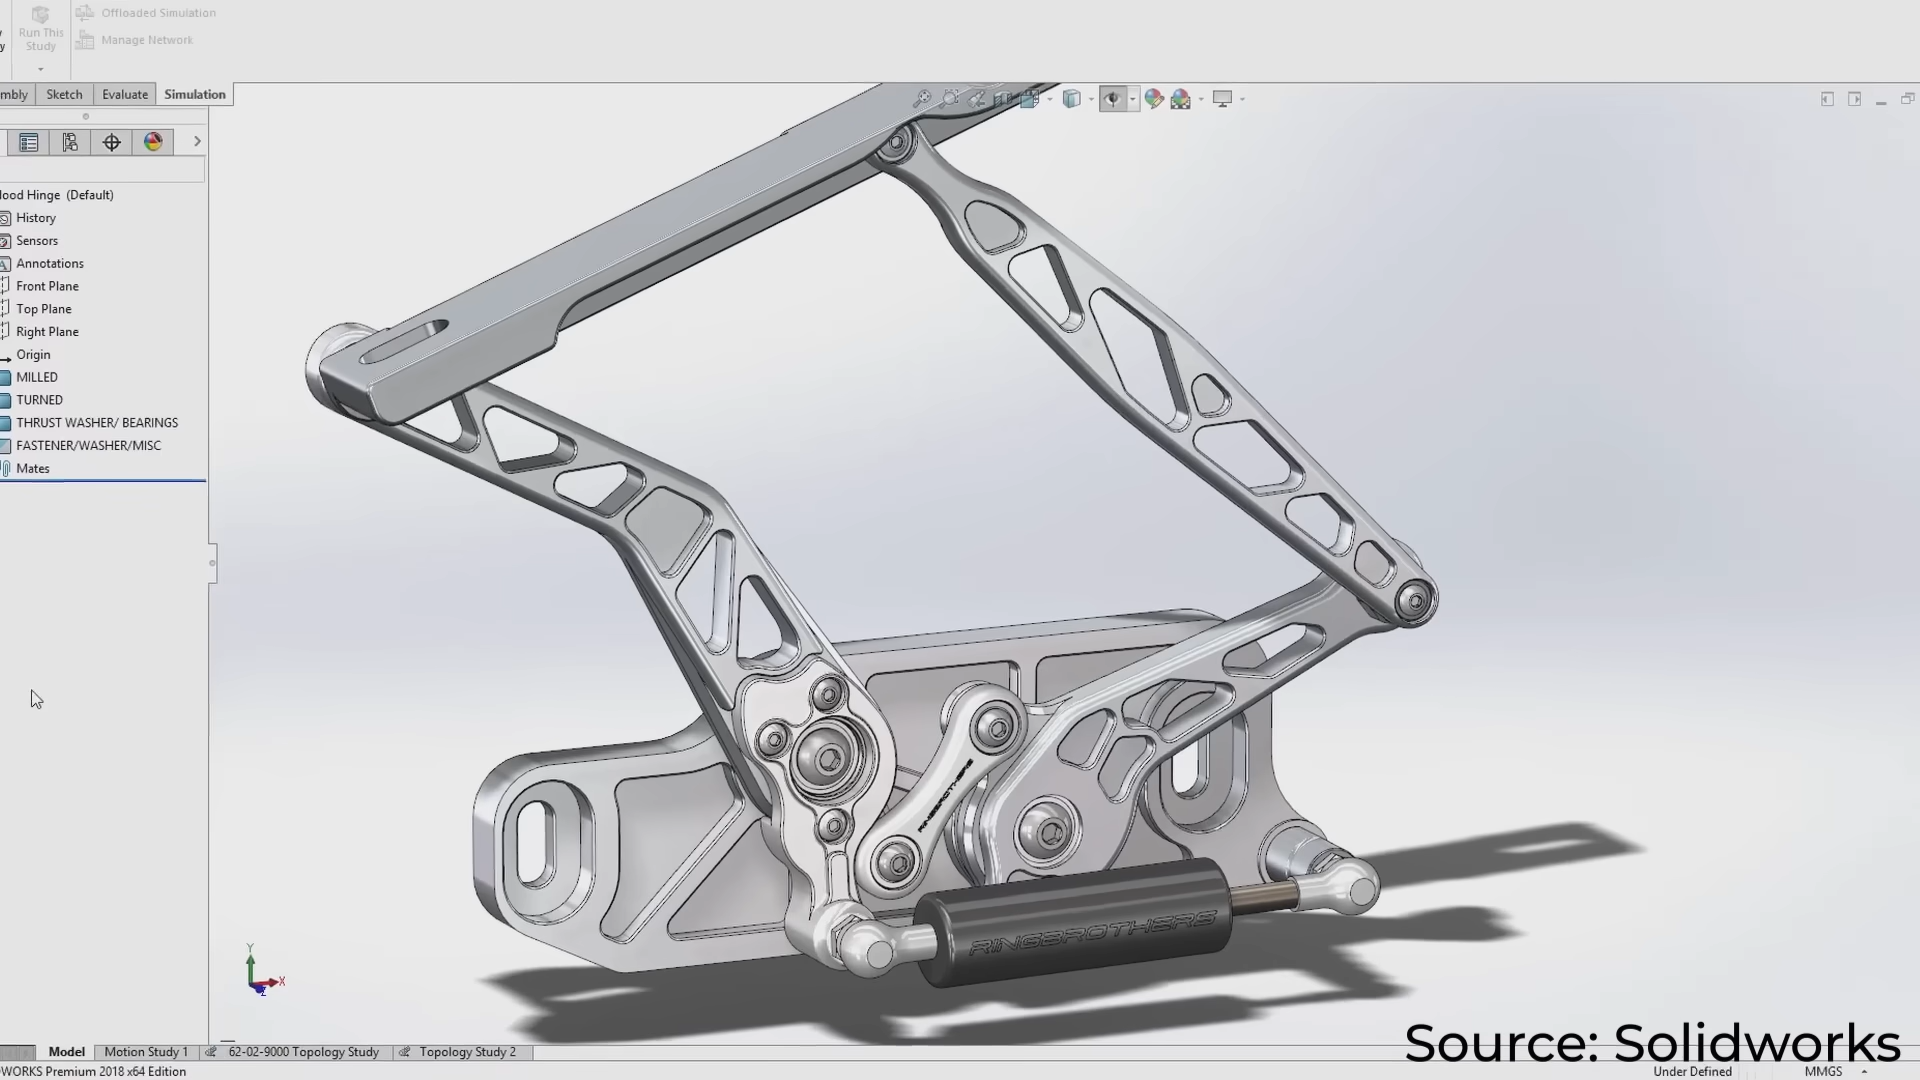 Offloaded Simulation
Run This
Study
Manage Network
mbly
Sketch
Evaluate
Simulation
ood Hinge (Default)
History
Sensors
Annotations
Front Plane
Top Plane
Right Plane
Origin
MILLED
TURNED
THRUST WASHER/ BEARINGS
FASTENER/WASHER/MISC
Mates
RINGBROTHERS
RINGBROTHERS
Y
X
Z
Model
Motion Study 1
62-02-9000 Topology Study
Topology Study 2
Source: Solidworks
WORKS Premium 2018 x64 Edition
Under Defined
MMGS